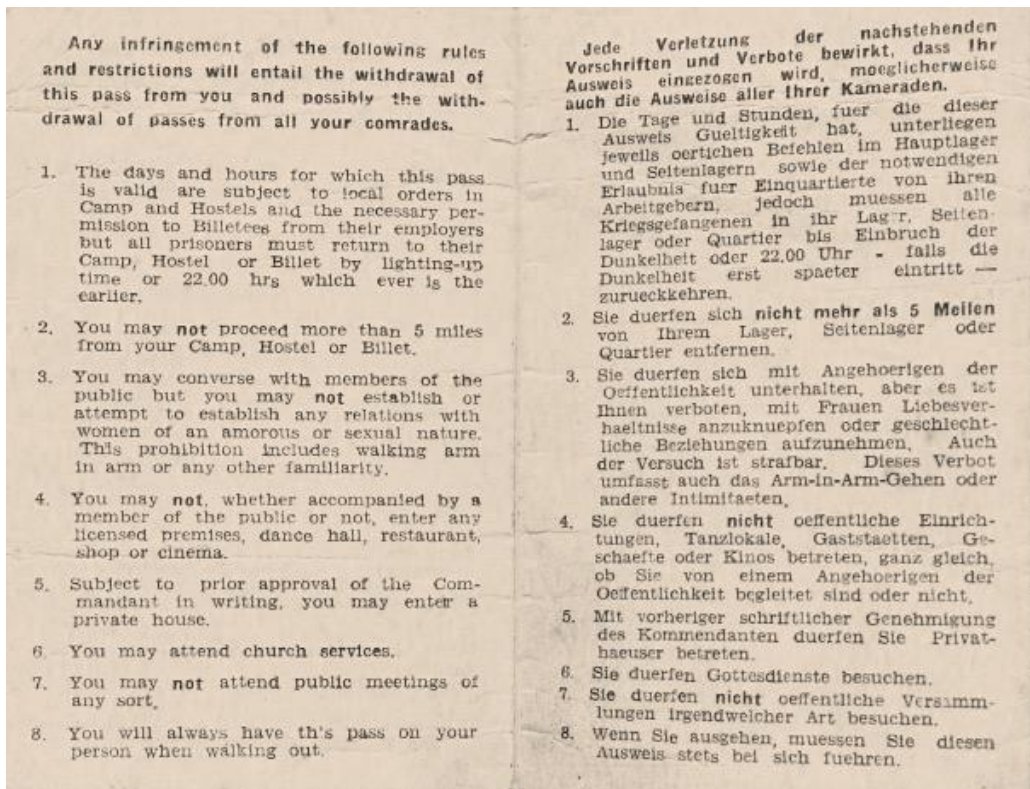 Any infringement of the following rules
and restrictions will entail the withdrawal of
this pass from you and possibly the with-
drawal of passes from all your comrades.
1. The days and hours for which this pass
is valid are subject to local orders in
Camp and Hostels and the necessary per-
mission to Billetees from their employers
but all prisoners must return to their
Camp, Hostel or Billet by lighting-up
time or 22.00 hrs which ever is the
earlier.
2. You may not proceed more than 5 miles
from your Camp, Hostel or Billet.
3. You may converse with members of the
public but you may not establish or
attempt to establish any relations with
women of an amorous or sexual nature.
This prohibition includes walking arm
in arm or any other familiarity.
4. You may not, whether accompanied by a
member of the public or not, enter any
licensed premises, dance hall, restaurant,
shop or cinema.
5. Subject to prior approval of the Com-
mandant in writing, you may enter a
private house.
6. You may attend church services.
7. You may not attend public meetings of
any sort.
8. You will always have th's pass on your
person when walking out.
Jede Verletzung der nachstehenden
Vorschriften und Verbote bewirkt, dass Ihr
Ausweis eingezogen wird, moeglicherweise
auch die Ausweise aller Ihrer Kameraden.
1. Die Tage und Stunden, fuer die dieser
Ausweis Gueltigkeit hat, unterliegen
jeweils oertichen Befehlen im Hauptlager
und Seitenlagern sowie der notwendigen
Erlaubnis fuer Einquartierte von ihren
Arbeitgebern, jedoch muessen alle
Kriegsgefangenen in ihr Lager, Seiten-
lager oder Quartier bis Einbruch der
Dunkelheit oder 22.00 Uhr - falls die
Dunkelheit erst spaeter eintritt —
zurueckkehren.
2. Sie duerfen sich nicht mehr als 5 Meilen
von Ihrem Lager, Seitenlager oder
Quartier entfernen.
3. Sie duerfen sich mit Angehoerigen der
Oeffentlichkeit unterhalten, aber es ist
Ihnen verboten, mit Frauen Liebesver-
haeltnisse anzuknuepfen oder geschlecht-
liche Beziehungen aufzunehmen. Auch
der Versuch ist strafbar. Dieses Verbot
umfasst auch das Arm-in-Arm-Gehen oder
andere Intimitaeten.
4. Sie duerfen nicht oeffentliche Einrich-
tungen, Tanzlokale, Gaststaetten, Ge-
schaefte oder Kinos betreten, ganz gleich,
ob Sie von einem Angehoerigen der
Oeffentlichkeit begleitet sind oder nicht.
5. Mit vorheriger schriftlicher Genehmigung
des Kommendanten duerfen Sie Privat-
haeuser betreten.
6. Sie duerfen Gottesdienste besuchen.
7. Sie duerfen nicht oeffentliche Versamm-
lungen irgendwelcher Art besuchen.
8. Wenn Sie ausgehen, muessen Sie diesen
Ausweis stets bei sich fuehren.